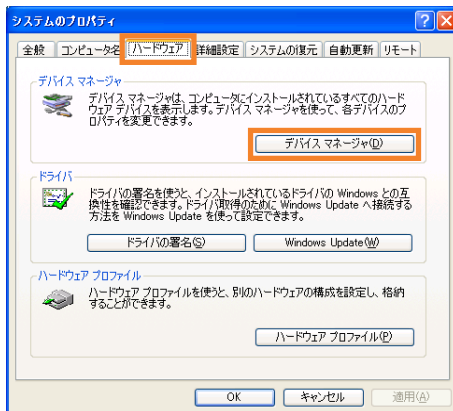 システムのプロパティ
全般 コンピュータ名 ハードウェア 詳細設定 システムの復元 自動更新 リモート
デバイス マネージャ
デバイス マネージャは、コンピュータにインストールされているすべてのハード
ウェア デバイスを表示します。デバイス マネージャを使って、各デバイスのプ
ロパティを変更できます。
デバイス マネージャ(D)
ドライバ
ドライバの署名を使うと、インストールされているドライバの Windows との互
換性を確認できます。ドライバ取得のために Windows Update へ接続する
方法を Windows Update を使って設定できます。
ドライバの署名(S) Windows Update(W)
ハードウェア プロファイル
ハードウェア プロファイルを使うと、別のハードウェアの構成を設定し、格納
することができます。
ハードウェア プロファイル(P)
OK キャンセル 適用(A)